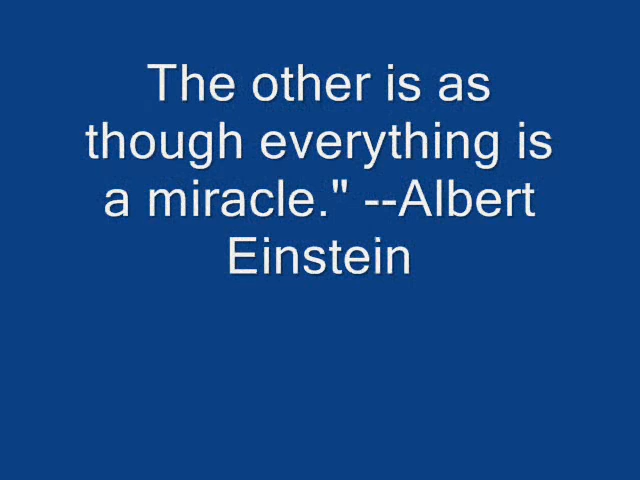 The other is as
though everything is
a miracle." --Albert
Einstein